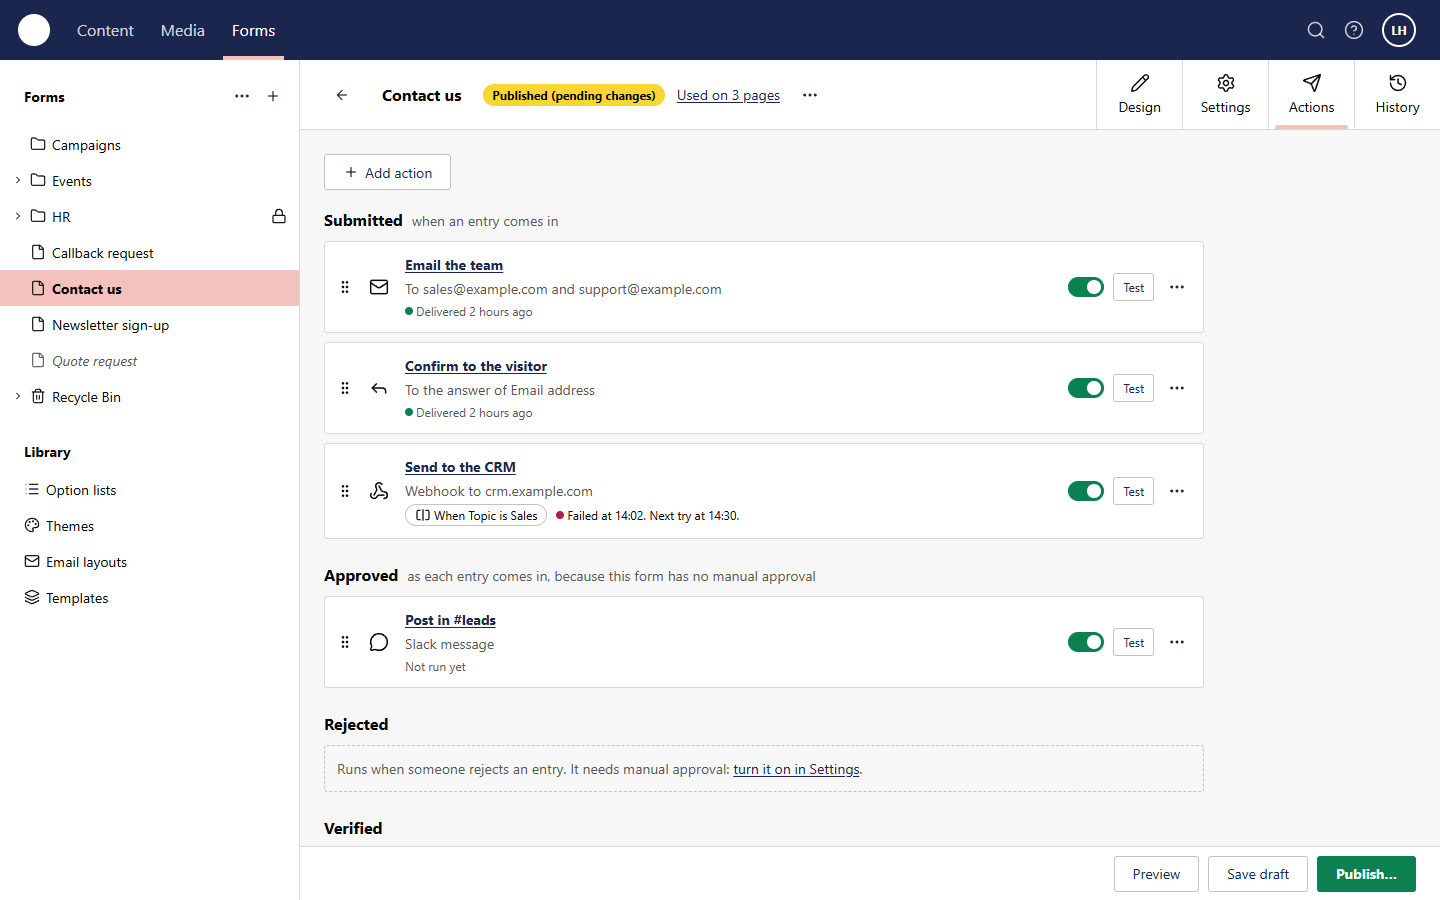 Content Media Forms LH
Forms
Campaigns
Events
HR
Callback request
Contact us
Newsletter sign-up
Quote request
Recycle Bin
Library
Option lists
Themes
Email layouts
Templates
Contact us Published (pending changes) Used on 3 pages
Design Settings Actions History
Add action
Submitted when an entry comes in
Email the team
To sales@example.com and support@example.com
Delivered 2 hours ago
Test
Confirm to the visitor
To the answer of Email address
Delivered 2 hours ago
Test
Send to the CRM
Webhook to crm.example.com
When Topic is Sales Failed at 14:02. Next try at 14:30.
Test
Approved as each entry comes in, because this form has no manual approval
Post in #leads
Slack message
Not run yet
Test
Rejected
Runs when someone rejects an entry. It needs manual approval: turn it on in Settings.
Verified
Preview Save draft Publish...